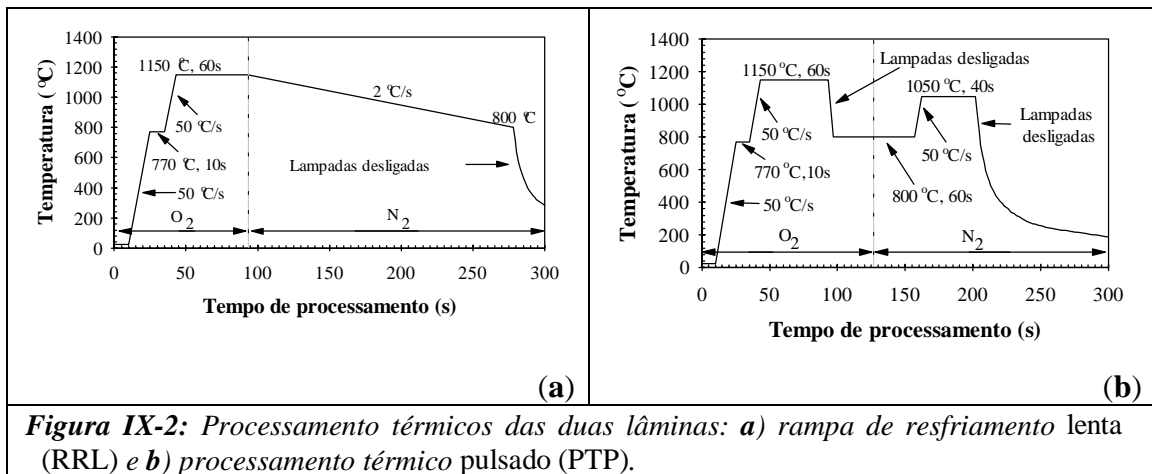 1400
1200
1000
800
600
400
200
0
Temperatura (°C)
1150 °C, 60s
2 °C/s
800 °C
50 °C/s
770 °C, 10s
Lampadas desligadas
50 °C/s
O2
N2
0 50 100 150 200 250 300
Tempo de processamento (s)
(a)
1400
1200
1000
800
600
400
200
0
Temperatura (°C)
Lampadas desligadas
1150 °C, 60s
1050 °C, 40s
Lampadas
desligadas
50 °C/s
50 °C/s
770 °C,10s
800 °C, 60s
50 °C/s
O2
N2
0 50 100 150 200 250 300
Tempo de processamento (s)
(b)
Figura IX-2: Processamento térmicos das duas lâminas: a) rampa de resfriamento lenta
(RRL) e b) processamento térmico pulsado (PTP).